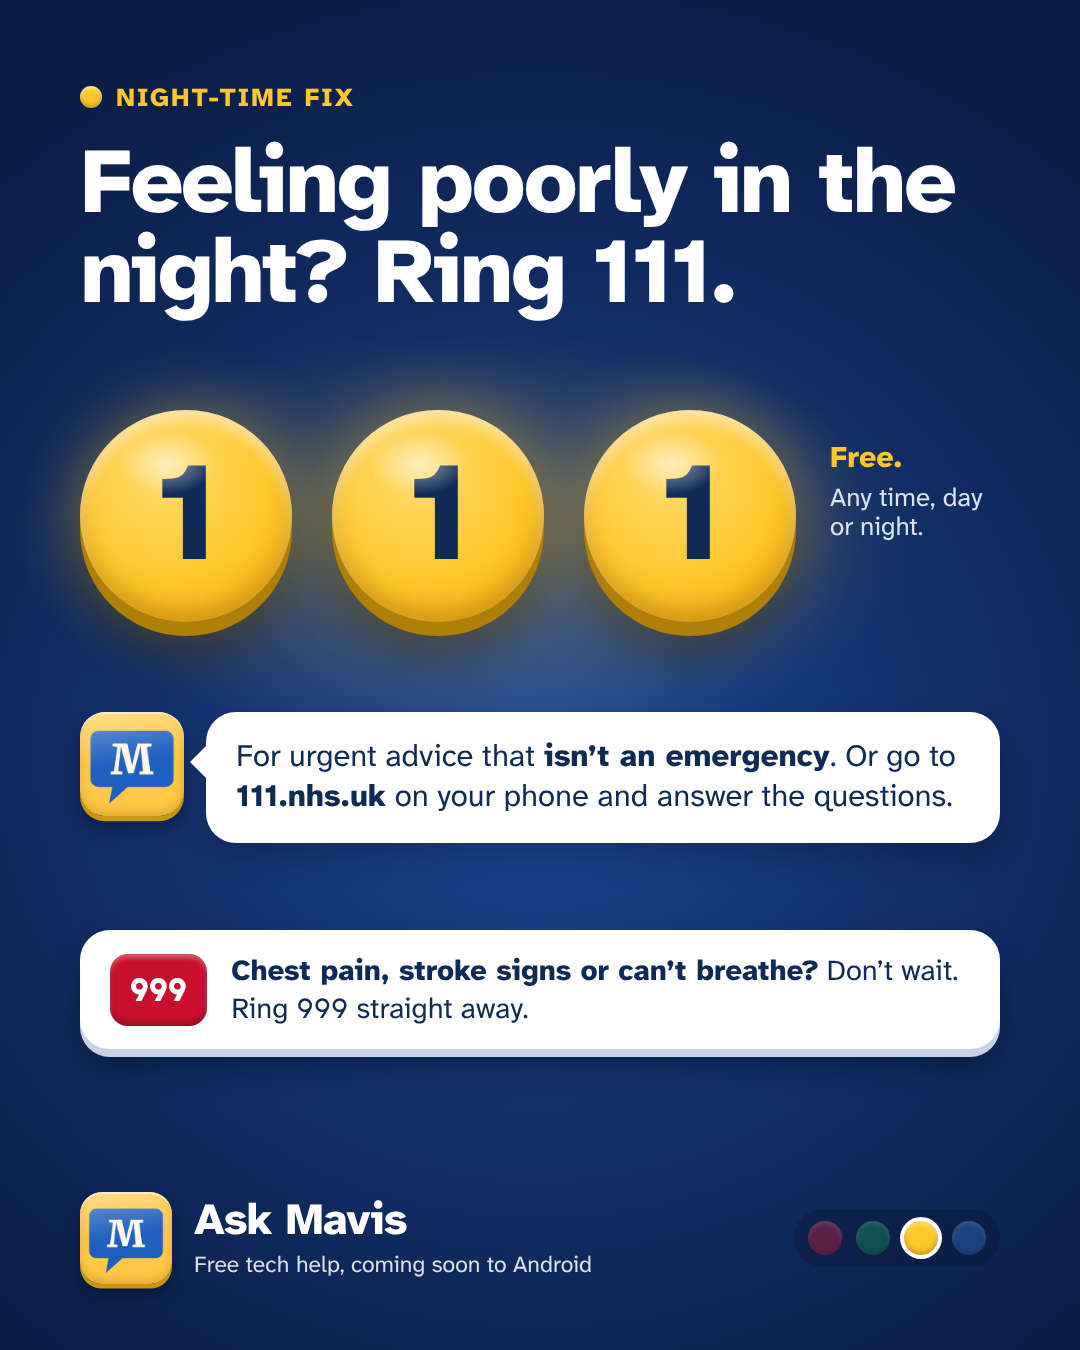 NIGHT-TIME FIX
Feeling poorly in the
night? Ring 111.
1 1 1
Free.
Any time, day
or night.
M
For urgent advice that isn’t an emergency. Or go to
111.nhs.uk on your phone and answer the questions.
999
Chest pain, stroke signs or can’t breathe? Don’t wait.
Ring 999 straight away.
M
Ask Mavis
Free tech help, coming soon to Android